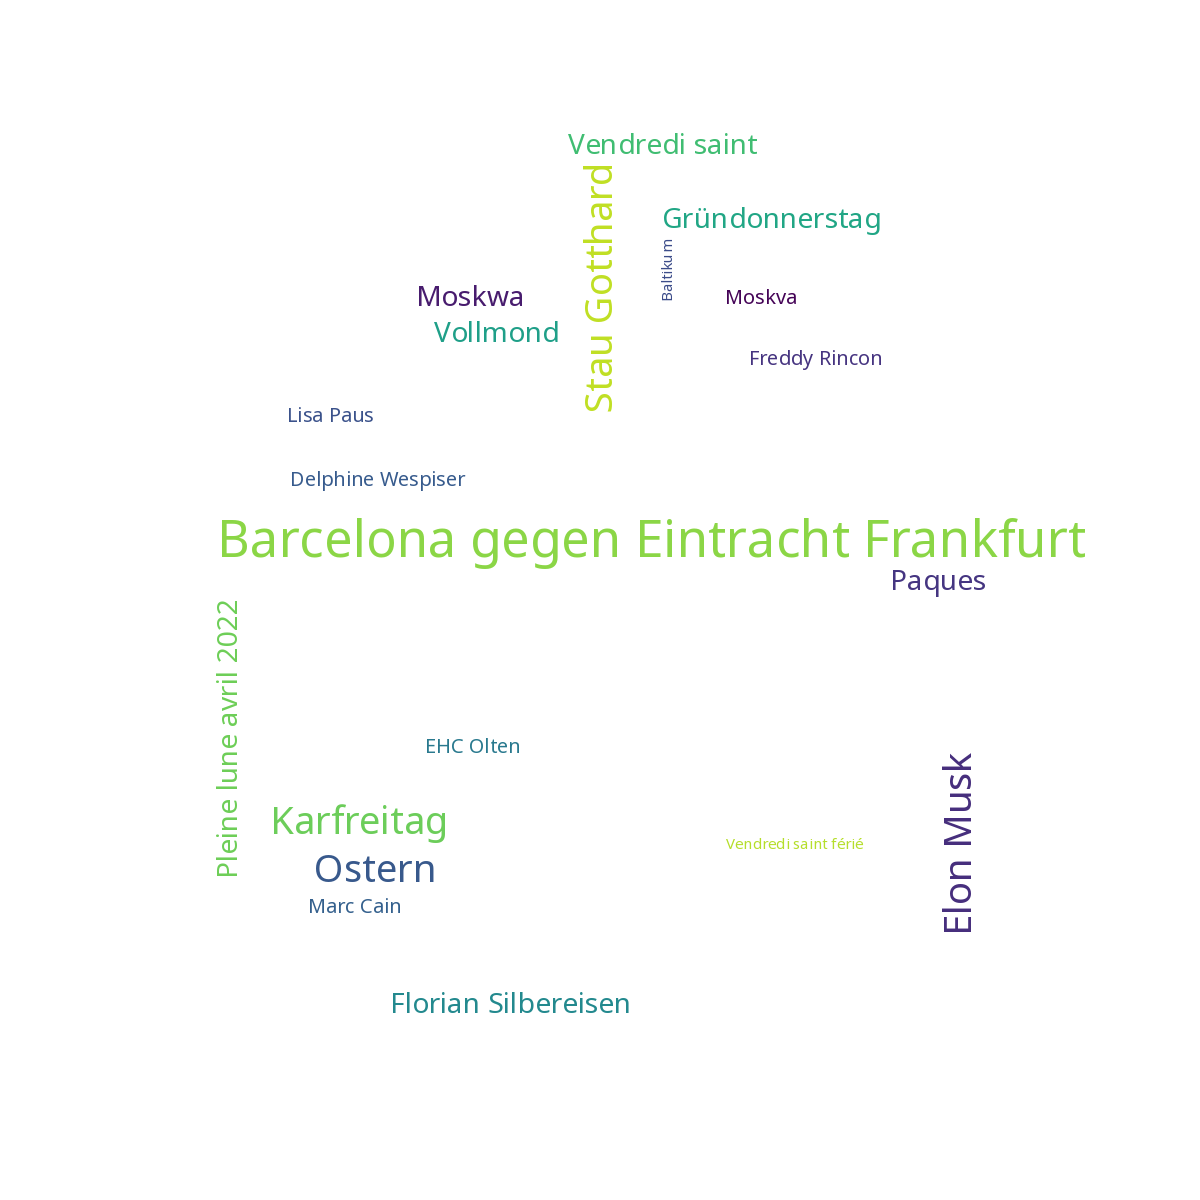 Vendredi saint
Stau Gotthard
Gründonnerstag
Baltikum
Moskwa
Moskva
Vollmond
Freddy Rincon
Lisa Paus
Delphine Wespiser
Barcelona gegen Eintracht Frankfurt
Paques
Pleine lune avril 2022
EHC Olten
Elon Musk
Karfreitag
Vendredi saint férié
Ostern
Marc Cain
Florian Silbereisen